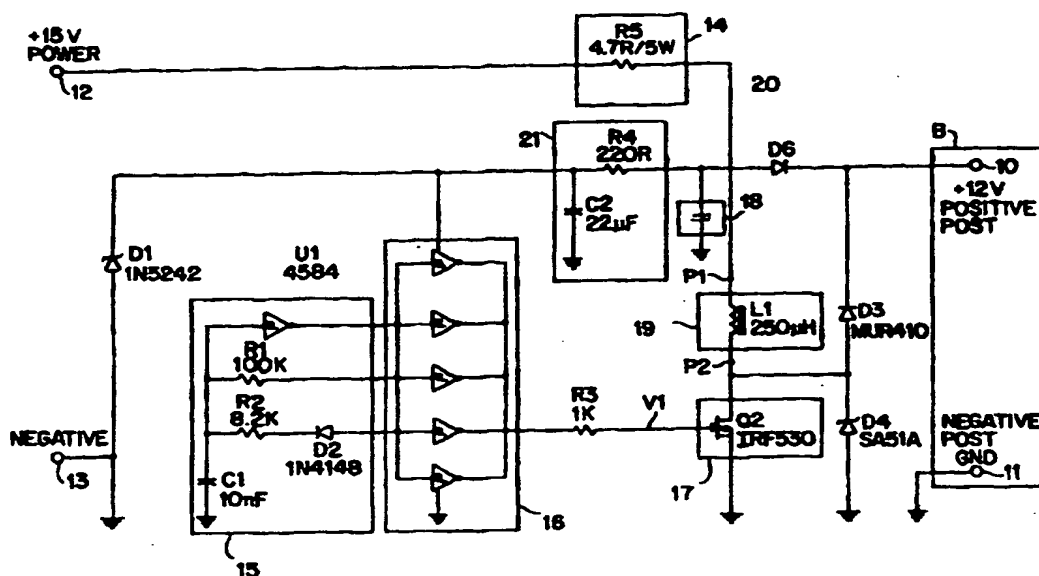 +15 V
POWER
12
R5
4.7R/5W
14
20
21
R4
220R
D6
B
10
+12V
POSITIVE
POST
C2
22μF
18
D1
1N5242
U1
4584
P1
19
L1
250μH
D3
MUR410
R1
100K
P2
R2
8.2K
R3
1K
V1
Q2
IRF530
D4
SA51A
NEGATIVE
POST
GND
11
NEGATIVE
13
D2
1N4148
C1
10nF
17
16
15